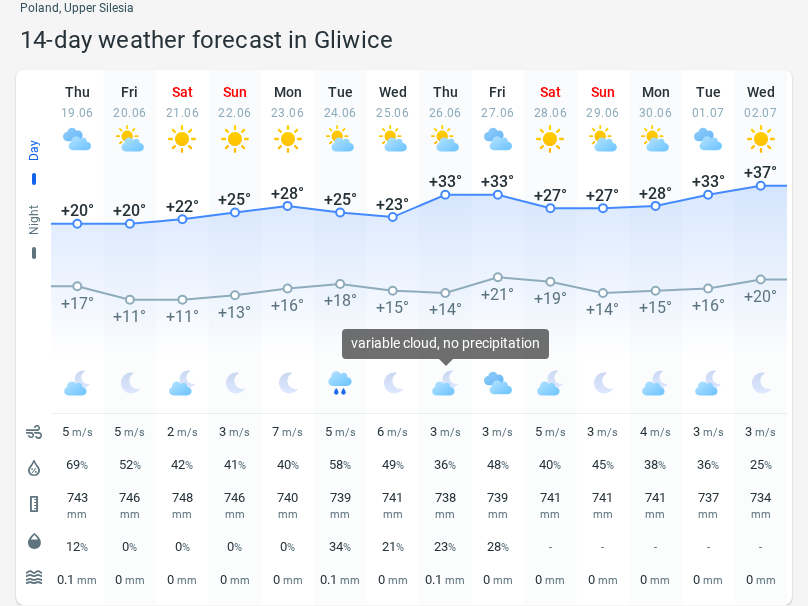 Poland, Upper Silesia
14-day weather forecast in Gliwice
Thu Fri Sat Sun Mon Tue Wed Thu Fri Sat Sun Mon Tue Wed
19.06 20.06 21.06 22.06 23.06 24.06 25.06 26.06 27.06 28.06 29.06 30.06 01.07 02.07
Day
Night
+20° +20° +22° +25° +28° +25° +23° +33° +33° +27° +27° +28° +33° +37°
+17° +11° +11° +13° +16° +18° +15° +14° +21° +19° +14° +15° +16° +20°
variable cloud, no precipitation
5 m/s 5 m/s 2 m/s 3 m/s 7 m/s 5 m/s 6 m/s 3 m/s 3 m/s 5 m/s 3 m/s 4 m/s 3 m/s 3 m/s
69% 52% 42% 41% 40% 58% 49% 36% 48% 40% 45% 38% 36% 25%
743 746 748 746 740 739 741 738 739 741 741 741 737 734
mm mm mm mm mm mm mm mm mm mm mm mm mm mm
12% 0% 0% 0% 0% 34% 21% 23% 28% - - - - -
0.1 mm 0 mm 0 mm 0 mm 0 mm 0.1 mm 0 mm 0.1 mm 0 mm 0 mm 0 mm 0 mm 0 mm 0 mm